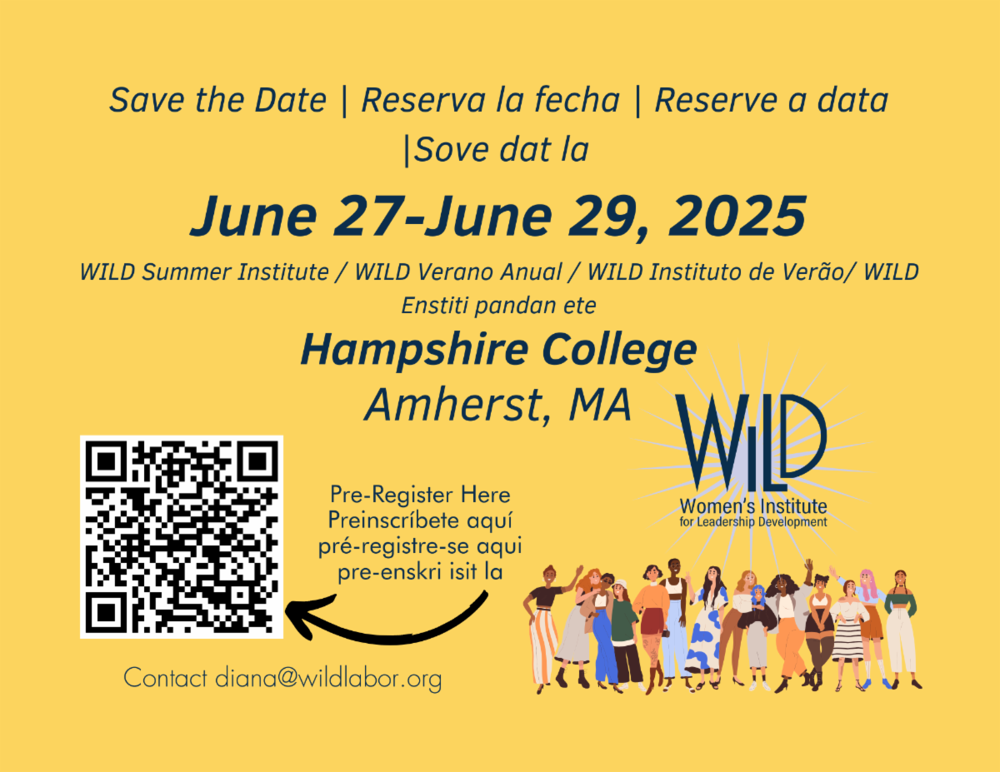 Save the Date | Reserva la fecha | Reserve a data
|Sove dat la
June 27-June 29, 2025
WILD Summer Institute / WILD Verano Anual / WILD Instituto de Verão/ WILD
Enstiti pandan ete
Hampshire College
Amherst, MA
WiLD
Women's Institute
for Leadership Development
Pre-Register Here
Preinscríbete aquí
pré-registre-se aqui
pre-enskri isit la
Contact diana@wildlabor.org